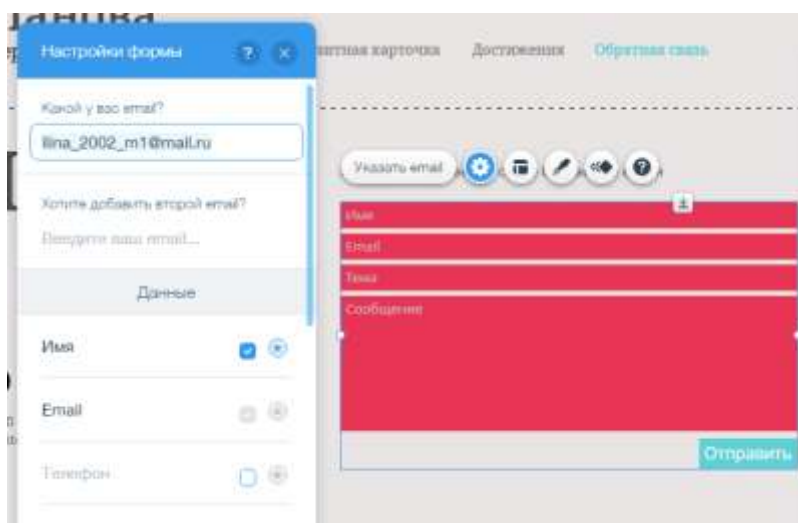 Настройки формы
?
Достижения
Обратная связь
карточка
Какой у вас email?
ilina_2002_m1@mail.ru
Указать email
Хотите добавить второй email?
Введите ваш email...
Данные
Имя
Email
Телефон
Имя
Email
Тема
Сообщение
Отправить